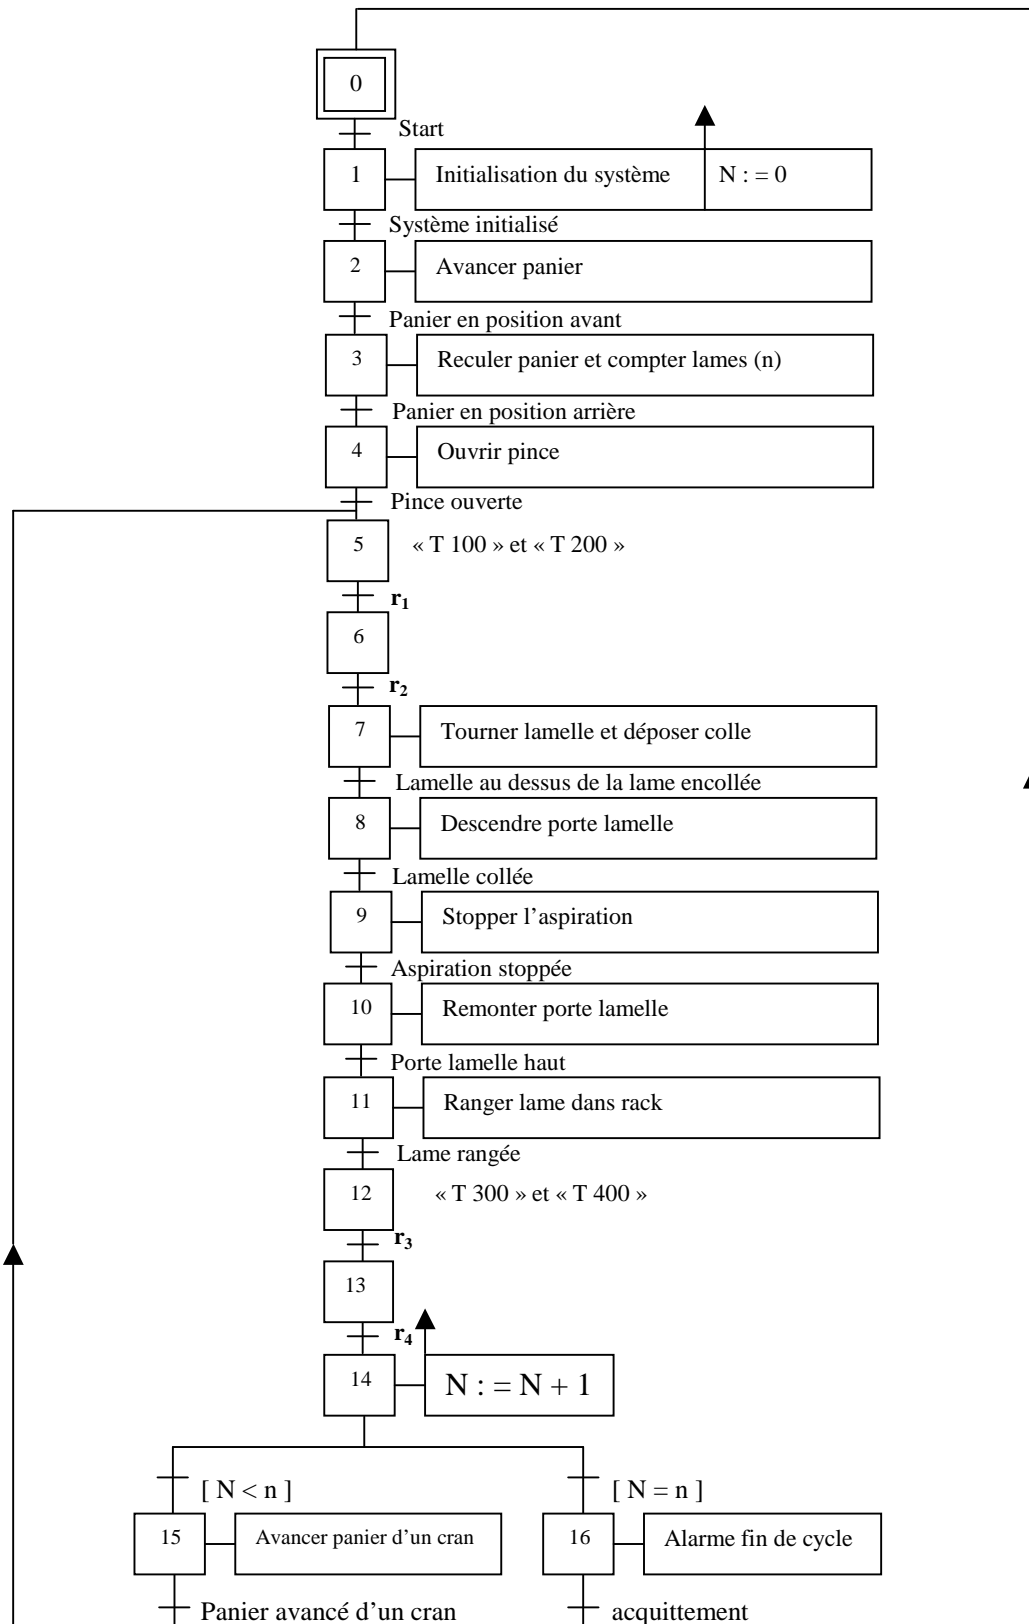 0
Start
1 Initialisation du système N : = 0
Système initialisé
2 Avancer panier
Panier en position avant
3 Reculer panier et compter lames (n)
Panier en position arrière
4 Ouvrir pince
Pince ouverte
5 « T 100 » et « T 200 »
r1
6
r2
7 Tourner lamelle et déposer colle
Lamelle au dessus de la lame encollée
8 Descendre porte lamelle
Lamelle collée
9 Stopper l’aspiration
Aspiration stoppée
10 Remonter porte lamelle
Porte lamelle haut
11 Ranger lame dans rack
Lame rangée
12 « T 300 » et « T 400 »
r3
13
r4
14 N : = N + 1
[ N < n ] [ N = n ]
15 Avancer panier d’un cran 16 Alarme fin de cycle
Panier avancé d’un cran acquittement